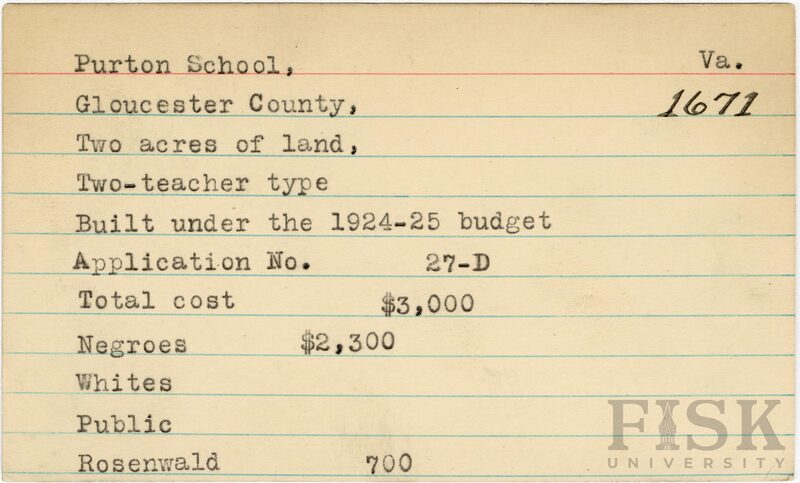 Purton School, Va.
Gloucester County, 1671
Two acres of land,
Two-teacher type
Built under the 1924-25 budget
Application No. 27-D
Total cost $3,000
Negroes $2,300
Whites
Public
Rosenwald 700
FISK
UNIVERSITY